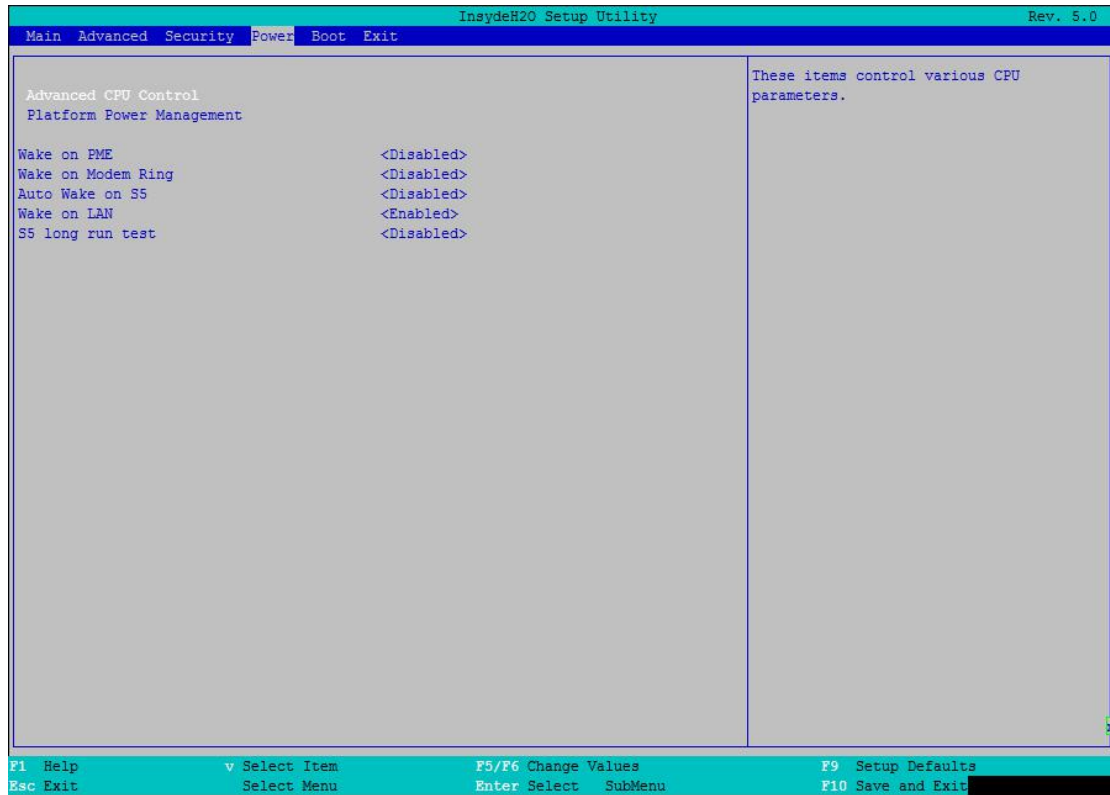 InsydeH20 Setup Utility Rev. 5.0
Main Advanced Security Power Boot Exit
These items control various CPU
parameters.
Advanced CPU Control
Platform Power Management
Wake on PME <Disabled>
Wake on Modem Ring <Disabled>
Auto Wake on S5 <Disabled>
Wake on LAN <Enabled>
S5 long run test <Disabled>
F1 Help v Select Item F5/F6 Change Values F9 Setup Defaults
Esc Exit Select Menu Enter Select SubMenu F10 Save and Exit